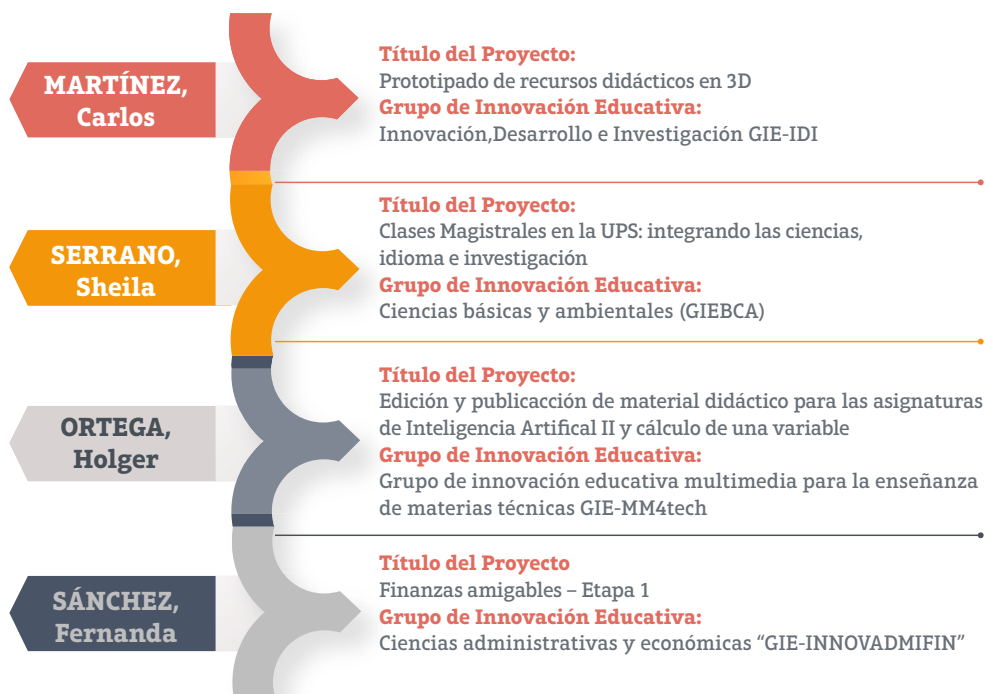 MARTÍNEZ,
Carlos
Título del Proyecto:
Prototipado de recursos didácticos en 3D
Grupo de Innovación Educativa:
Innovación,Desarrollo e Investigación GIE-IDI
SERRANO,
Sheila
Título del Proyecto:
Clases Magistrales en la UPS: integrando las ciencias,
idioma e investigación
Grupo de Innovación Educativa:
Ciencias básicas y ambientales (GIEBCA)
ORTEGA,
Holger
Título del Proyecto:
Edición y publicacción de material didáctico para las asignaturas
de Inteligencia Artifical II y cálculo de una variable
Grupo de Innovación Educativa:
Grupo de innovación educativa multimedia para la enseñanza
de materias técnicas GIE-MM4tech
SÁNCHEZ,
Fernanda
Título del Proyecto
Finanzas amigables – Etapa 1
Grupo de Innovación Educativa:
Ciencias administrativas y económicas “GIE-INNOVADMIFIN”